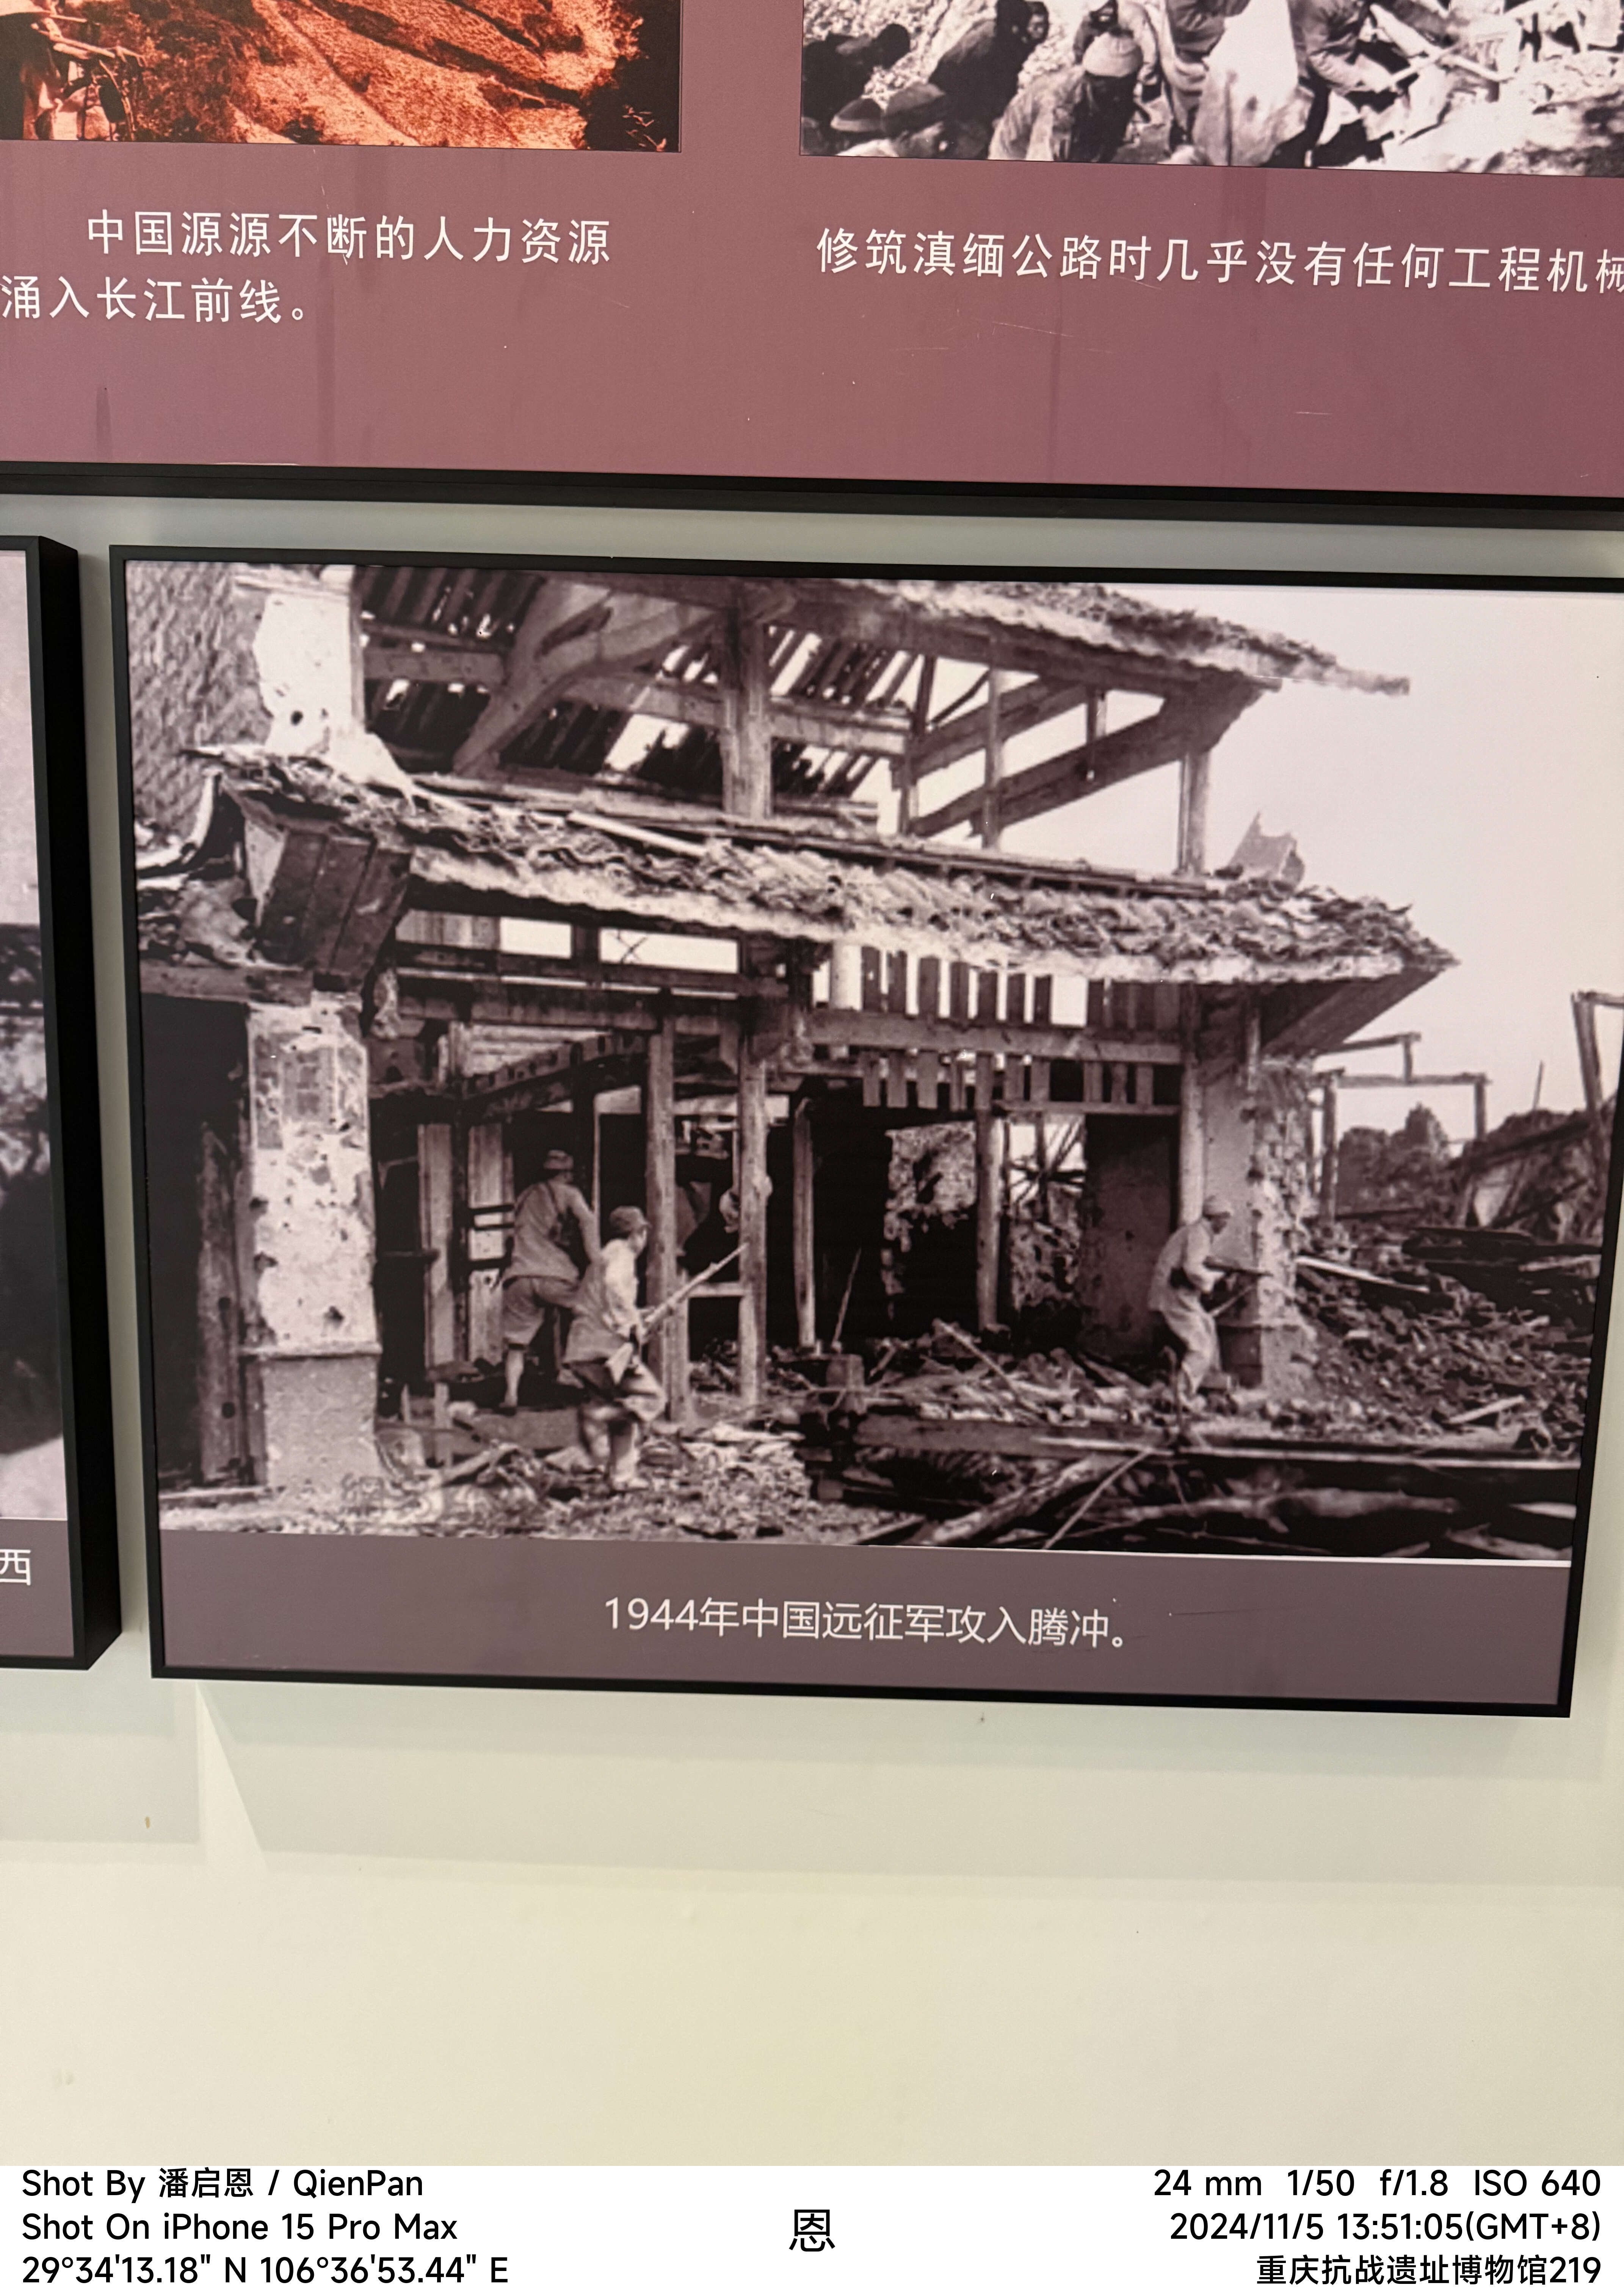 中国源源不断的人力资源
涌入长江前线。
修筑滇缅公路时几乎没有任何工程机械
西
1944年中国远征军攻入腾冲。
Shot By 潘启恩 / QienPan
Shot On iPhone 15 Pro Max
29°34'13.18" N 106°36'53.44" E
恩
24 mm 1/50 f/1.8 ISO 640
2024/11/5 13:51:05(GMT+8)
重庆抗战遗址博物馆219